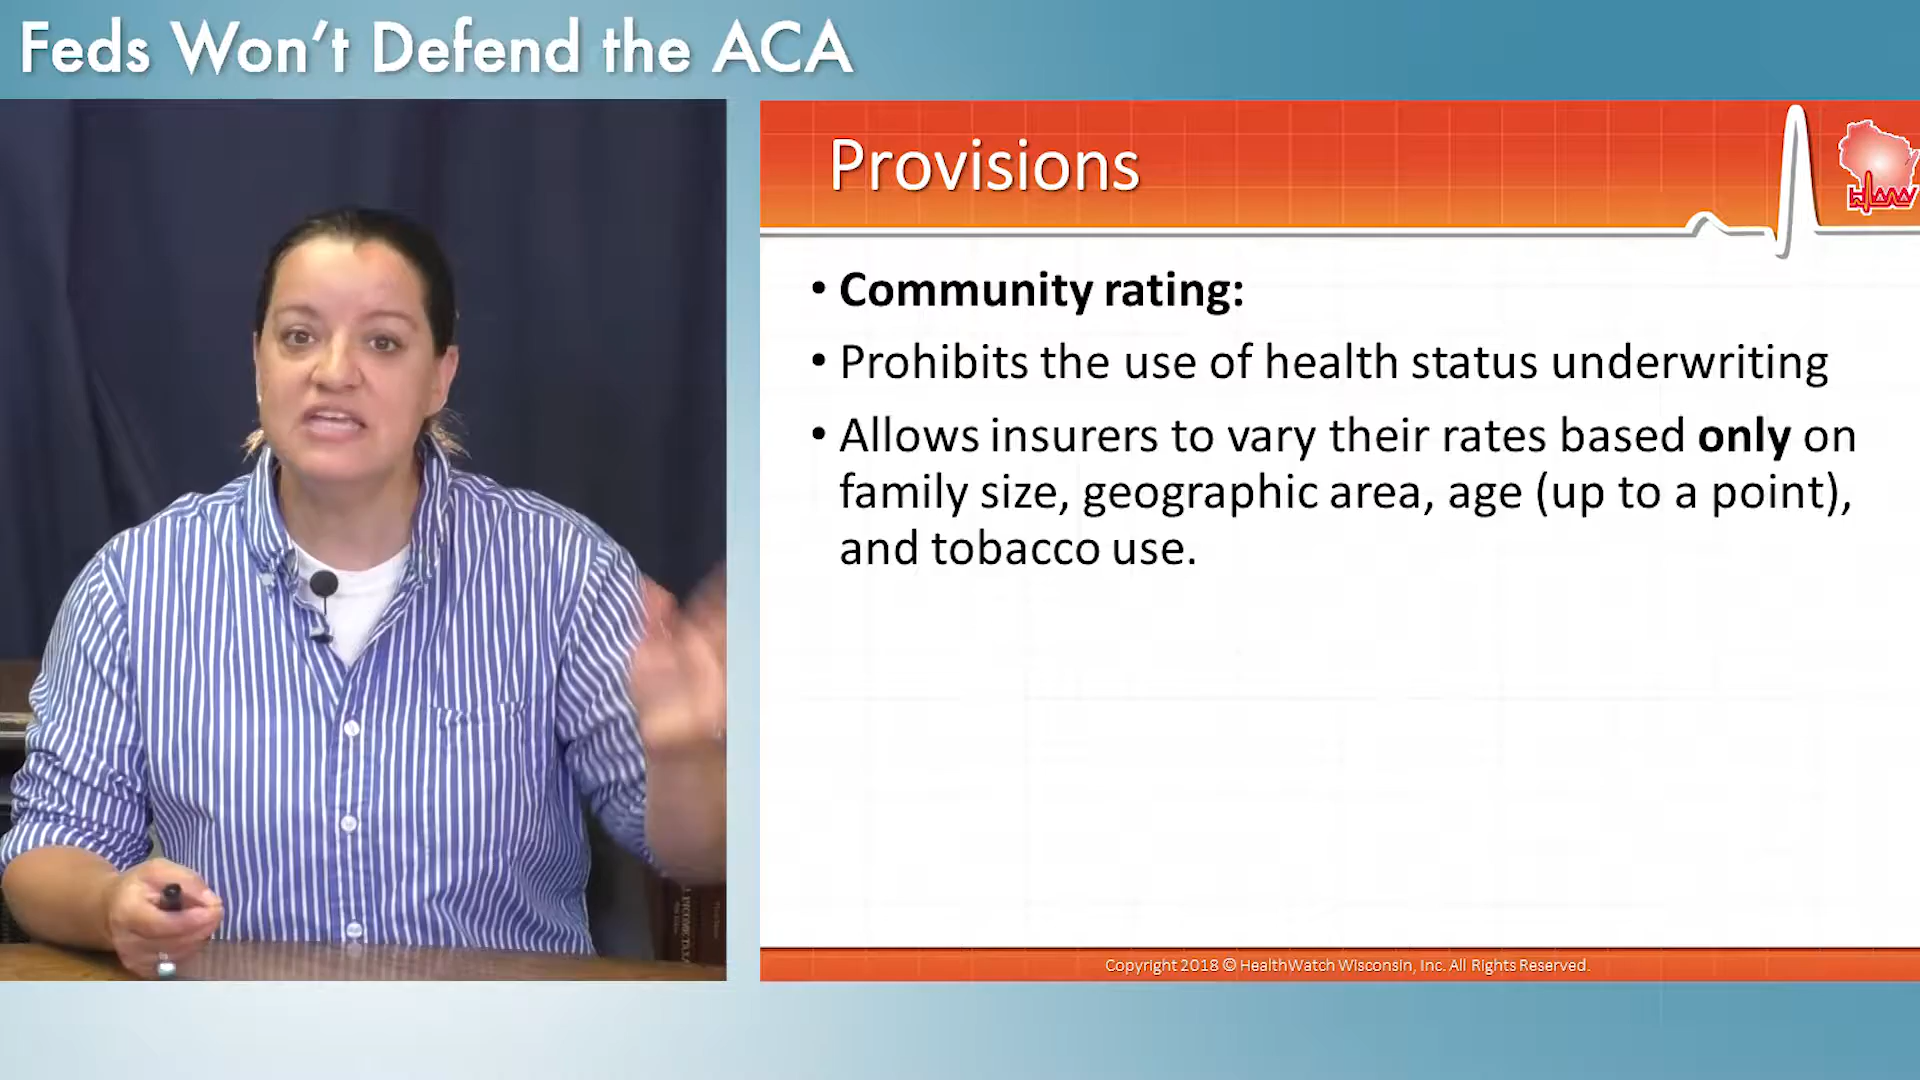 Feds Won't Defend the ACA
Provisions
• Community rating:
• Prohibits the use of health status underwriting
• Allows insurers to vary their rates based only on
family size, geographic area, age (up to a point),
and tobacco use.
Copyright 2018 © HealthWatch Wisconsin, Inc. All Rights Reserved.